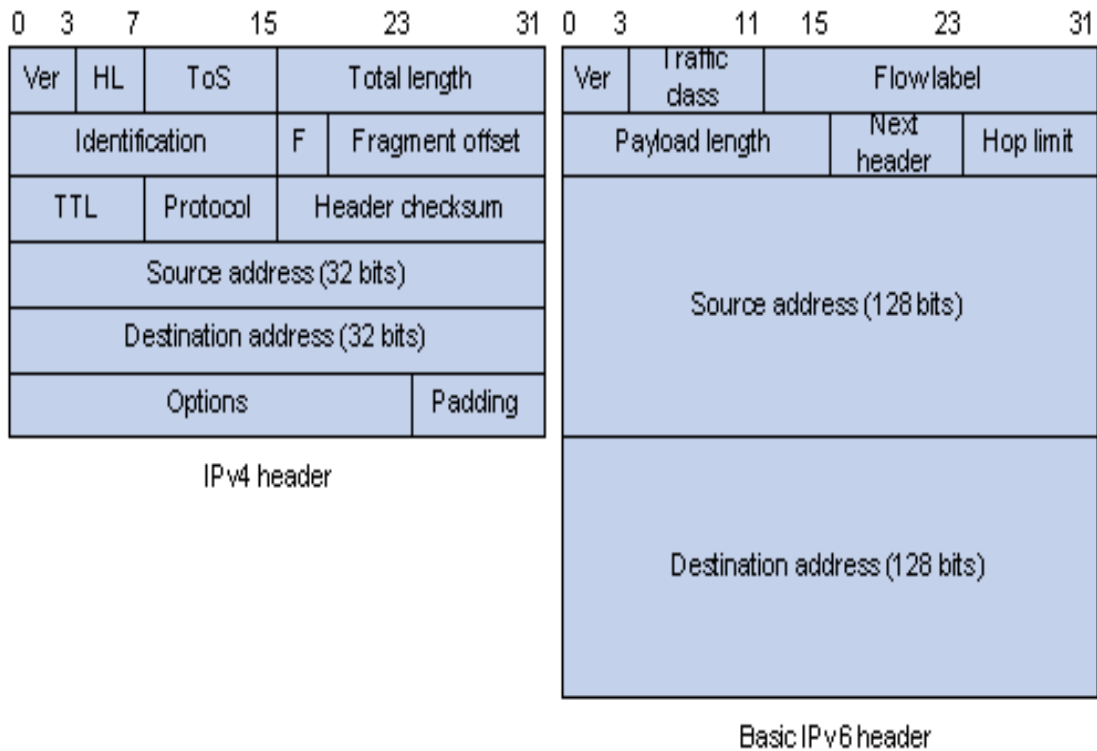 0 3 7 15 23 31
Ver HL ToS Total length
Identification F Fragment offset
TTL Protocol Header checksum
Source address (32 bits)
Destination address (32 bits)
Options Padding
IPv4 header
0 3 11 15 23 31
Ver Traffic class Flow label
Payload length Next header Hop limit
Source address (128 bits)
Destination address (128 bits)
Basic IPv6 header